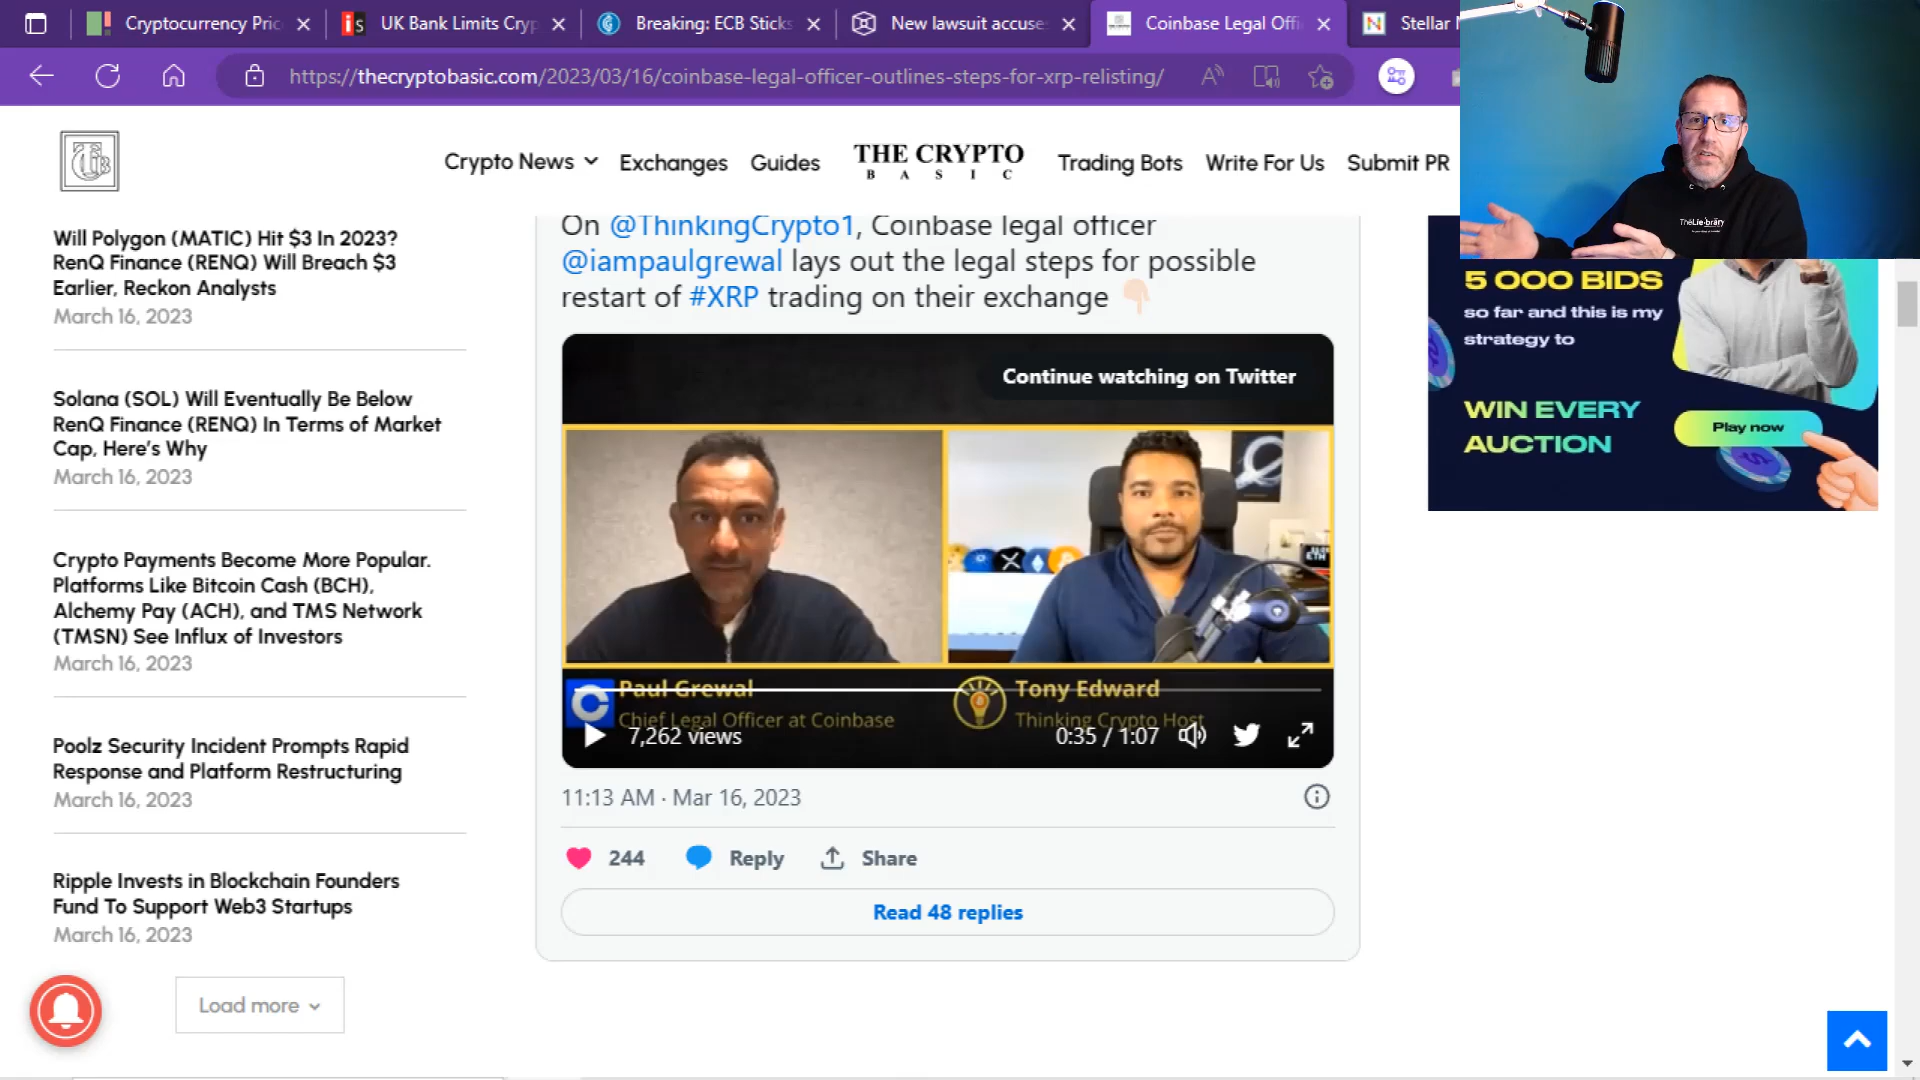 Cryptocurrency Pric
UK Bank Limits Cryp
Breaking: ECB Sticks
New lawsuit accuse
Coinbase Legal Offi
Stellar
https://thecryptobasic.com/2023/03/16/coinbase-legal-officer-outlines-steps-for-xrp-relisting/
Crypto News
Exchanges
Guides
THE CRYPTO
BASIC
Trading Bots
Write For Us
Submit PR
Will Polygon (MATIC) Hit $3 In 2023?
RenQ Finance (RENQ) Will Breach $3
Earlier, Reckon Analysts
March 16, 2023
Solana (SOL) Will Eventually Be Below
RenQ Finance (RENQ) In Terms of Market
Cap, Here's Why
March 16, 2023
Crypto Payments Become More Popular.
Platforms Like Bitcoin Cash (BCH),
Alchemy Pay (ACH), and TMS Network
(TMSN) See Influx of Investors
March 16, 2023
Poolz Security Incident Prompts Rapid
Response and Platform Restructuring
March 16, 2023
Ripple Invests in Blockchain Founders
Fund To Support Web3 Startups
March 16, 2023
Load more
On @ThinkingCrypto1, Coinbase legal officer
@iampaulgrewal lays out the legal steps for possible
restart of #XRP trading on their exchange
Continue watching on Twitter
Paul Grewal
Chief Legal Officer at Coinbase
Tony Edward
Thinking Crypto Host
7,262 views
0:35 / 1:07
11:13 AM · Mar 16, 2023
244
Reply
Share
Read 48 replies
5 000 BIDS
so far and this is my
strategy to
WIN EVERY
AUCTION
Play now